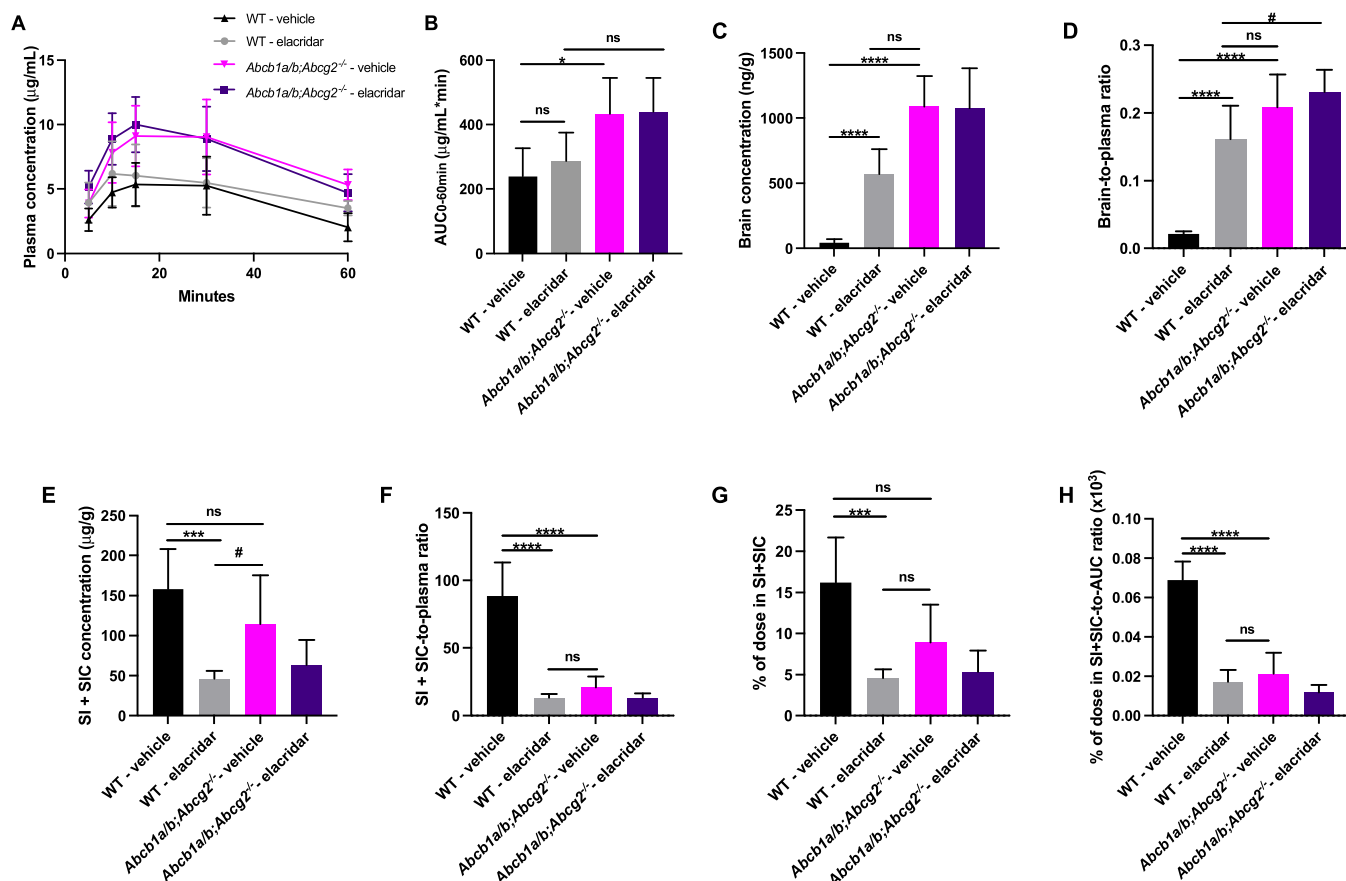 A
WT - vehicle
WT - elacridar
Abcb1a/b;Abcg2-/- - vehicle
Abcb1a/b;Abcg2-/- - elacridar
Plasma concentration (µg/mL)
15
10
5
0
0
20
40
60
Minutes
B
AUC0-60min (µg/mL*min)
600
400
200
0
ns
*
ns
WT - vehicle
WT - elacridar
Abcb1a/b;Abcg2-/-- vehicle
Abcb1a/b;Abcg2-/-- elacridar
C
Brain concentration (ng/g)
1500
1000
500
0
ns
****
****
WT - vehicle
WT - elacridar
Abcb1a/b;Abcg2-/-- vehicle
Abcb1a/b;Abcg2-/-- elacridar
D
Brain-to-plasma ratio
0.3
0.2
0.1
0.0
#
ns
****
****
WT - vehicle
WT - elacridar
Abcb1a/b;Abcg2-/-- vehicle
Abcb1a/b;Abcg2-/-- elacridar
E
SI + SIC concentration (µg/g)
250
200
150
100
50
0
ns
***
#
WT - vehicle
WT - elacridar
Abcb1a/b;Abcg2-/-- vehicle
Abcb1a/b;Abcg2-/-- elacridar
F
SI + SIC-to-plasma ratio
150
100
50
0
****
****
ns
WT - vehicle
WT - elacridar
Abcb1a/b;Abcg2-/-- vehicle
Abcb1a/b;Abcg2-/-- elacridar
G
% of dose in SI+SIC
25
20
15
10
5
0
ns
***
ns
WT - vehicle
WT - elacridar
Abcb1a/b;Abcg2-/-- vehicle
Abcb1a/b;Abcg2-/-- elacridar
H
% of dose in SI+SIC-to-AUC ratio (x103)
0.10
0.08
0.06
0.04
0.02
0.00
****
****
ns
WT - vehicle
WT - elacridar
Abcb1a/b;Abcg2-/-- vehicle
Abcb1a/b;Abcg2-/-- elacridar